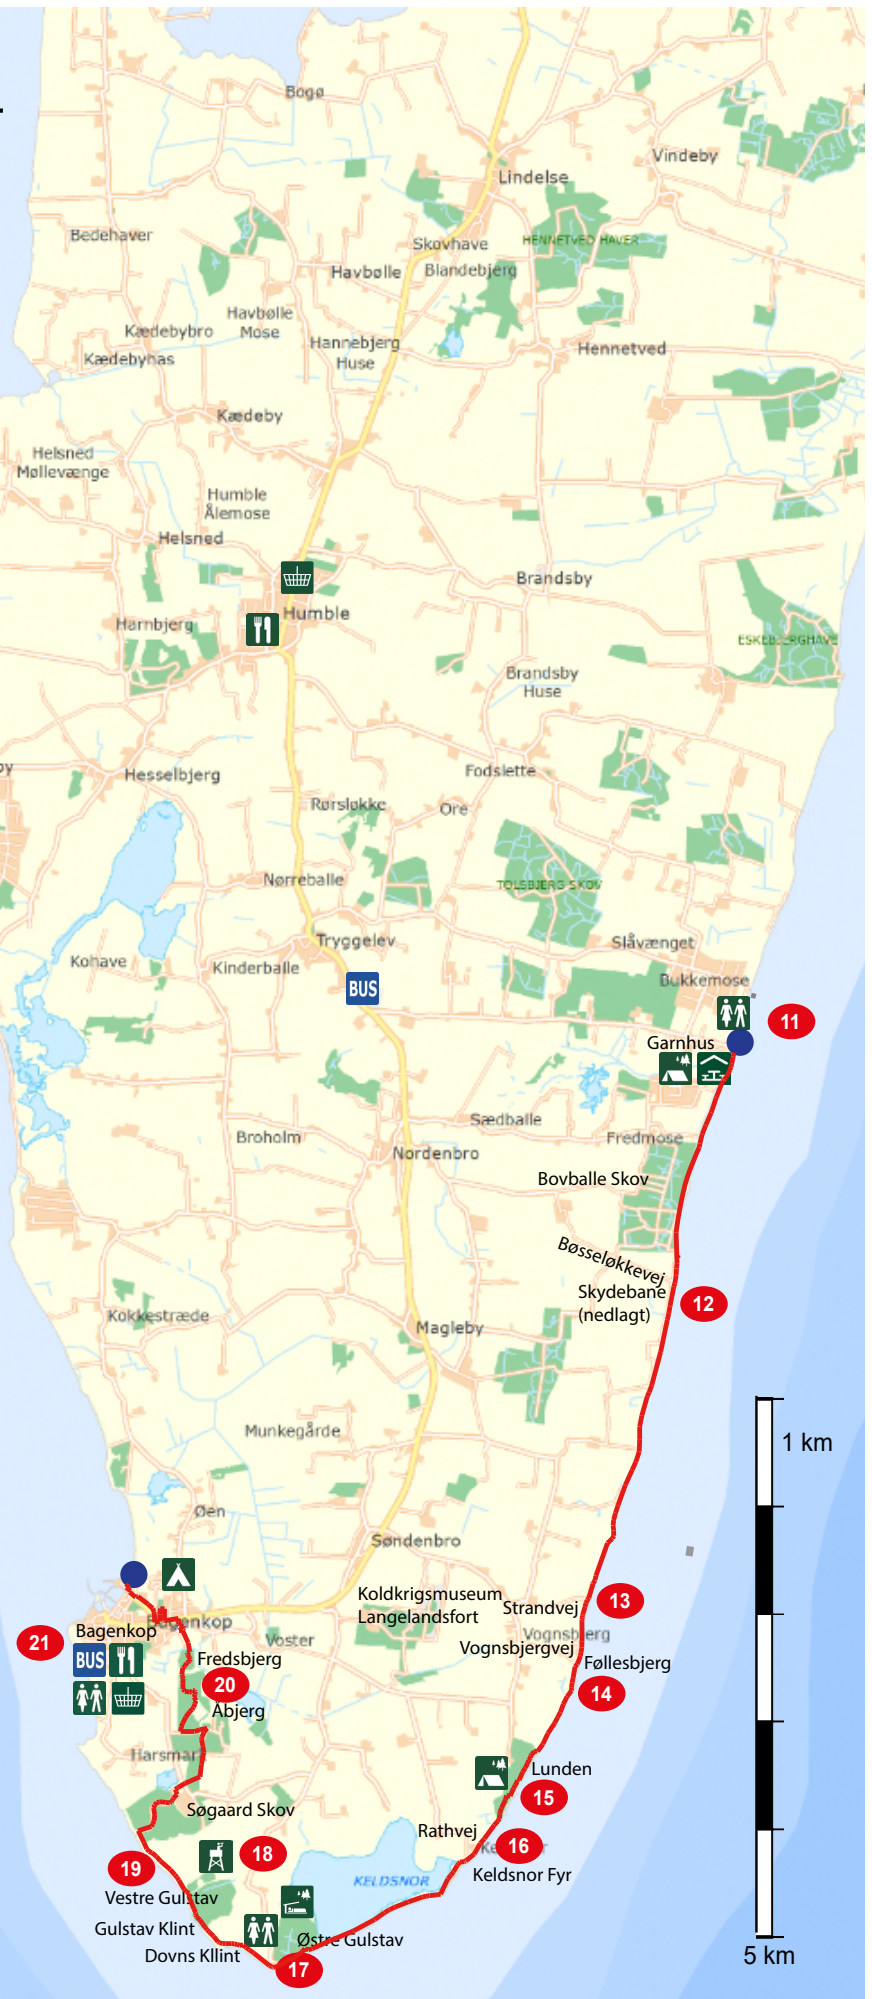 Bogø
Vindeby
Lindelse
Bedehaver
Skovhave
HENNETVED HAVER
Havbølle
Blandebjerg
Havbølle
Mose
Kædebybro
Hannebjerg
Huse
Hennetved
Kædebyhas
Kædeby
Helsned
Møllevænge
Humble
Ålemose
Helsned
Brandsby
Humble
Harnbjerg
ESKEBJERGHAVE
Brandsby
Huse
Fodslette
Hesselbjerg
Rørsløkke
Ore
Nørreballe
TOLSBJERG SKOV
Tryggelev
Slåvænget
Kohave
Kinderballe
Bukkemose
BUS
11
Garnhus
Sædballe
Broholm
Fredmose
Nordenbro
Bovballe Skov
Bøsseløkkevej
Skydebane
(nedlagt)
12
Kokkestræde
Magleby
Munkegårde
1 km
Øen
Søndenbro
Koldkrigsmuseum
Langelandsfort
Strandvej
13
Bagenkop
Bagenkop
Voster
Vognsbjerg
Vognsbjergvej
21
BUS
Fredsbjerg
Føllesbjerg
20
14
Åbjerg
Harsmark
Lunden
15
Søgaard Skov
Rathvej
16
18
19
Keldsnor Fyr
KELDSNOR
Vestre Gulstav
Gulstav Klint
Østre Gulstav
Dovns Kllint
17
5 km